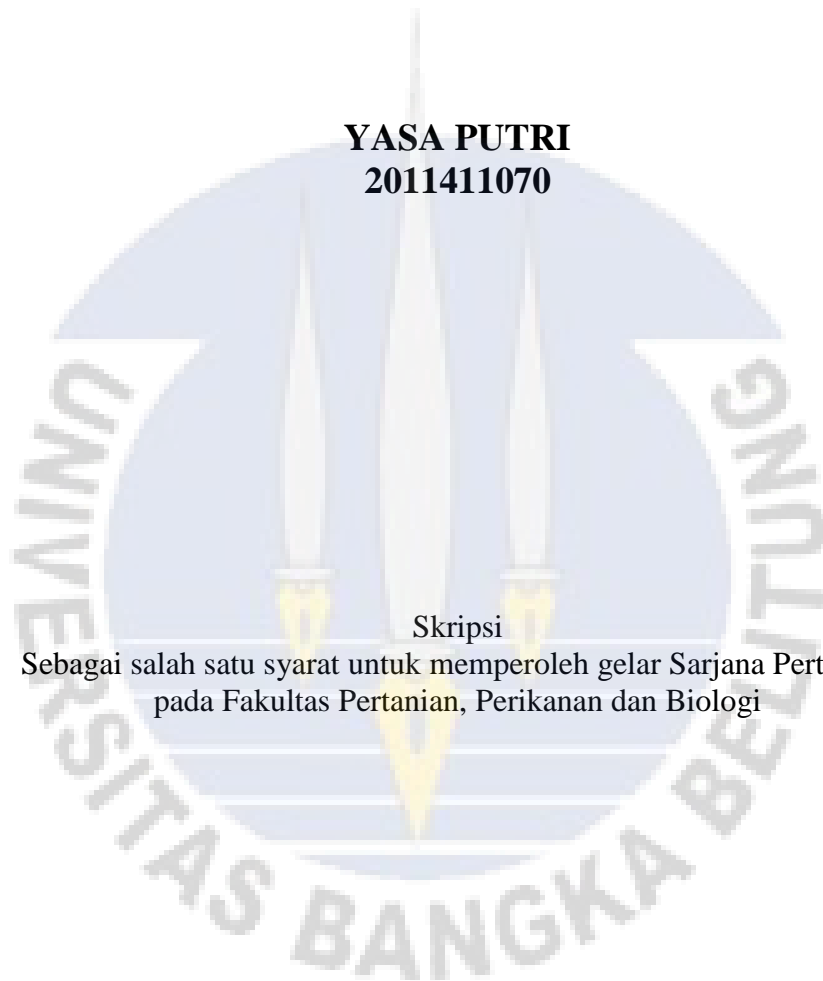 YASA PUTRI
2011411070
Skripsi
Sebagai salah satu syarat untuk memperoleh gelar Sarjana Pert
pada Fakultas Pertanian, Perikanan dan Biologi
UNIVERSITAS BANGKA BELITUNG